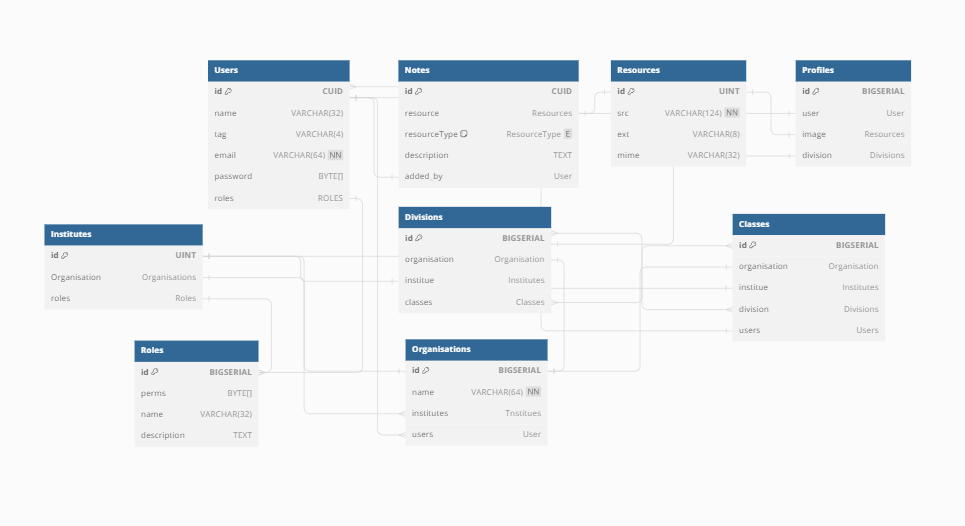 Users
id CUID
name VARCHAR(32)
tag VARCHAR(4)
email VARCHAR(64) NN
password BYTE[]
roles ROLES
Notes
id CUID
resource Resources
resourceType ResourceType E
description TEXT
added_by User
Resources
id UINT
src VARCHAR(124) NN
ext VARCHAR(8)
mime VARCHAR(32)
Profiles
id BIGSERIAL
user User
image Resources
division Divisions
Institutes
id UINT
Organisation Organisations
roles Roles
Divisions
id BIGSERIAL
organisation Organisation
institue Institutes
classes Classes
Classes
id BIGSERIAL
organisation Organisation
institue Institutes
division Divisions
users Users
Roles
id BIGSERIAL
perms BYTE[]
name VARCHAR(32)
description TEXT
Organisations
id BIGSERIAL
name VARCHAR(64) NN
institutes Tnstitues
users User